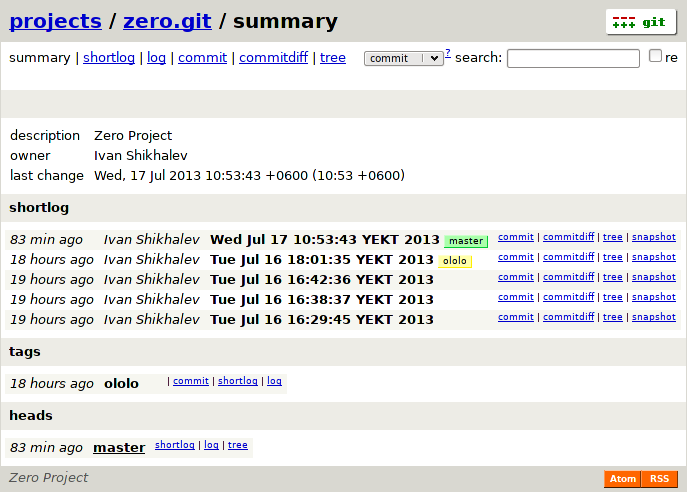 projects / zero.git / summary
git
summary | shortlog | log | commit | commitdiff | tree commit ? search: re
description Zero Project
owner Ivan Shikhalev
last change Wed, 17 Jul 2013 10:53:43 +0600 (10:53 +0600)
shortlog
83 min ago Ivan Shikhalev Wed Jul 17 10:53:43 YEKT 2013 master commit | commitdiff | tree | snapshot
18 hours ago Ivan Shikhalev Tue Jul 16 18:01:35 YEKT 2013 ololo commit | commitdiff | tree | snapshot
19 hours ago Ivan Shikhalev Tue Jul 16 16:42:36 YEKT 2013 commit | commitdiff | tree | snapshot
19 hours ago Ivan Shikhalev Tue Jul 16 16:38:37 YEKT 2013 commit | commitdiff | tree | snapshot
19 hours ago Ivan Shikhalev Tue Jul 16 16:29:45 YEKT 2013 commit | commitdiff | tree | snapshot
tags
18 hours ago ololo | commit | shortlog | log
heads
83 min ago master shortlog | log | tree
Zero Project Atom RSS